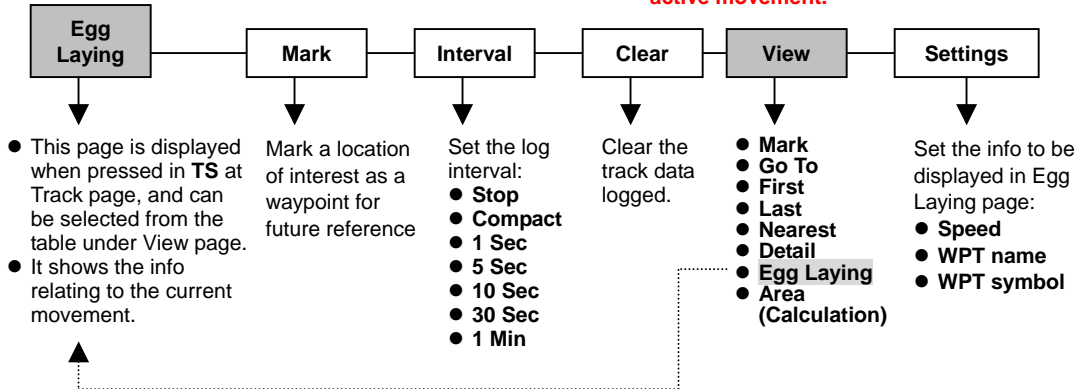 active movement.
Egg
Laying
Mark
Interval
Clear
View
Settings
● This page is displayed
when pressed in TS at
Track page, and can
be selected from the
table under View page.
● It shows the info
relating to the current
movement.
Mark a location
of interest as a
waypoint for
future reference
Set the log
interval:
● Stop
● Compact
● 1 Sec
● 5 Sec
● 10 Sec
● 30 Sec
● 1 Min
Clear the
track data
logged.
● Mark
● Go To
● First
● Last
● Nearest
● Detail
● Egg Laying
● Area
(Calculation)
Set the info to be
displayed in Egg
Laying page:
● Speed
● WPT name
● WPT symbol